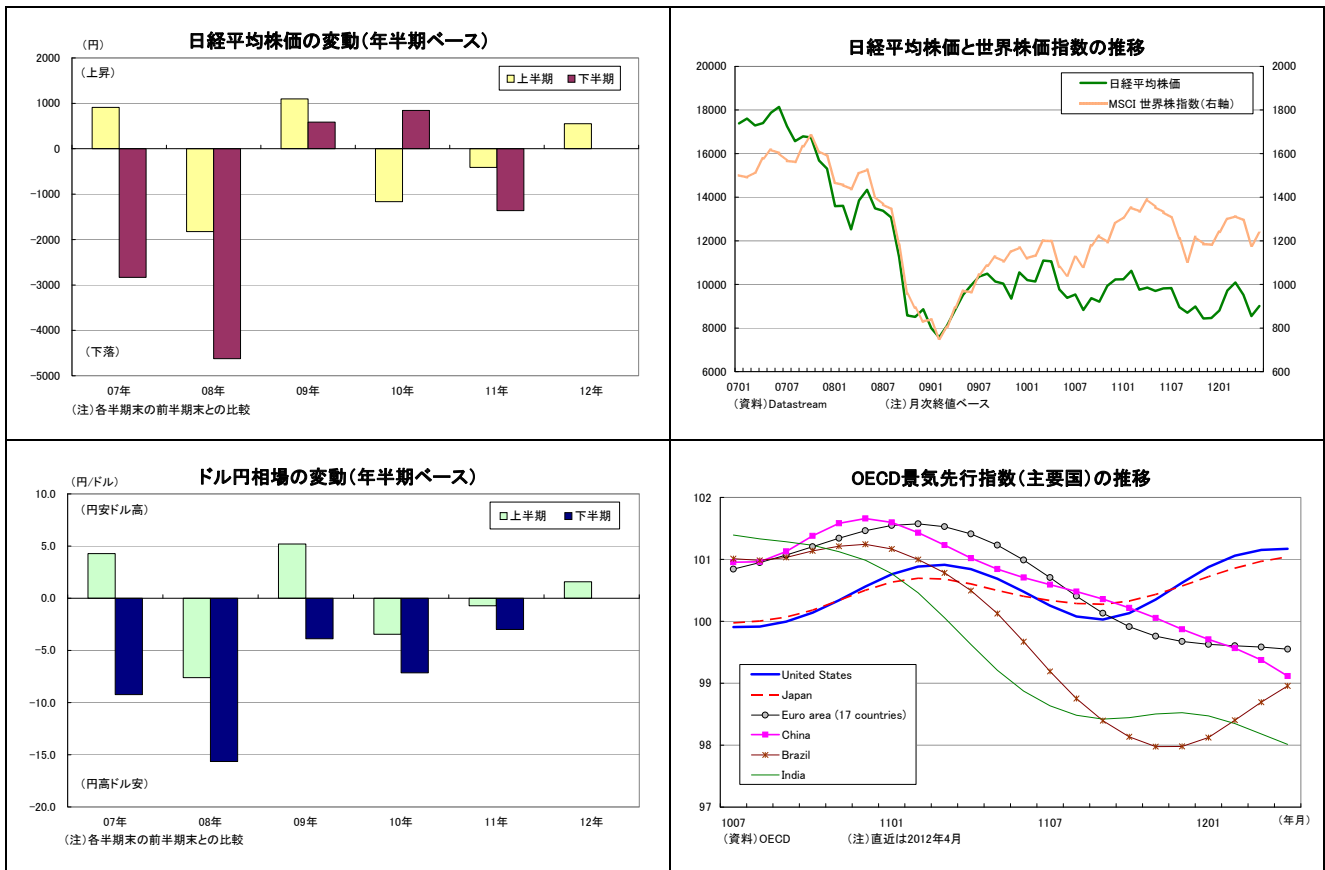 日経平均株価の変動(年半期ベース)
(円)
(上昇)
□上半期 ■下半期
2000
1000
0
-1000
-2000
-3000
-4000
-5000
(下落)
07年 08年 09年 10年 11年 12年
(注)各半期末の前半期末との比較
日経平均株価と世界株価指数の推移
日経平均株価
MSCI 世界株指数(右軸)
20000
18000
16000
14000
12000
10000
8000
6000
2000
1800
1600
1400
1200
1000
800
600
0701 0707 0801 0807 0901 0907 1001 1007 1101 1107 1201
(資料)Datastream (注)月次終値ベース
ドル円相場の変動(年半期ベース)
(円/ドル)
(円安ドル高)
□上半期 ■下半期
10.0
5.0
0.0
-5.0
-10.0
-15.0
-20.0
(円高ドル安)
07年 08年 09年 10年 11年 12年
(注)各半期末の前半期末との比較
OECD景気先行指数(主要国)の推移
102
101
100
99
98
97
United States
Japan
Euro area (17 countries)
China
Brazil
India
1007 1101 1107 1201 (年月)
(資料)OECD (注)直近は2012年4月